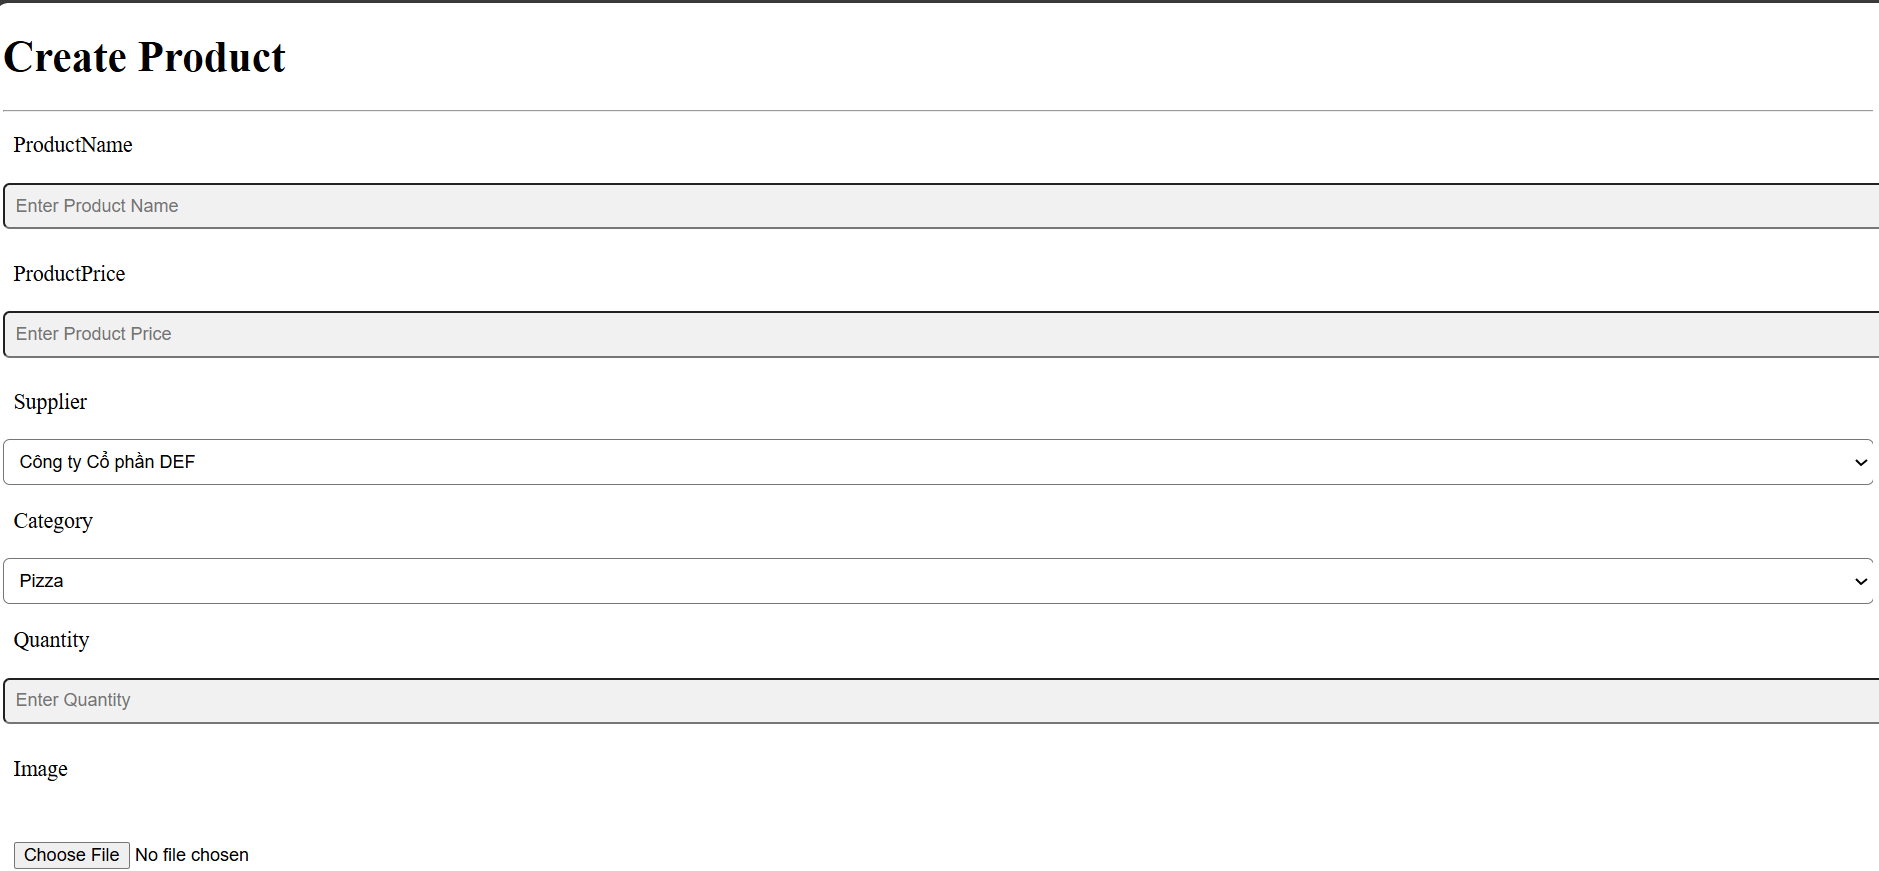 Create Product
ProductName
Enter Product Name
ProductPrice
Enter Product Price
Supplier
Công ty Cổ phần DEF
Category
Pizza
Quantity
Enter Quantity
Image
Choose File No file chosen